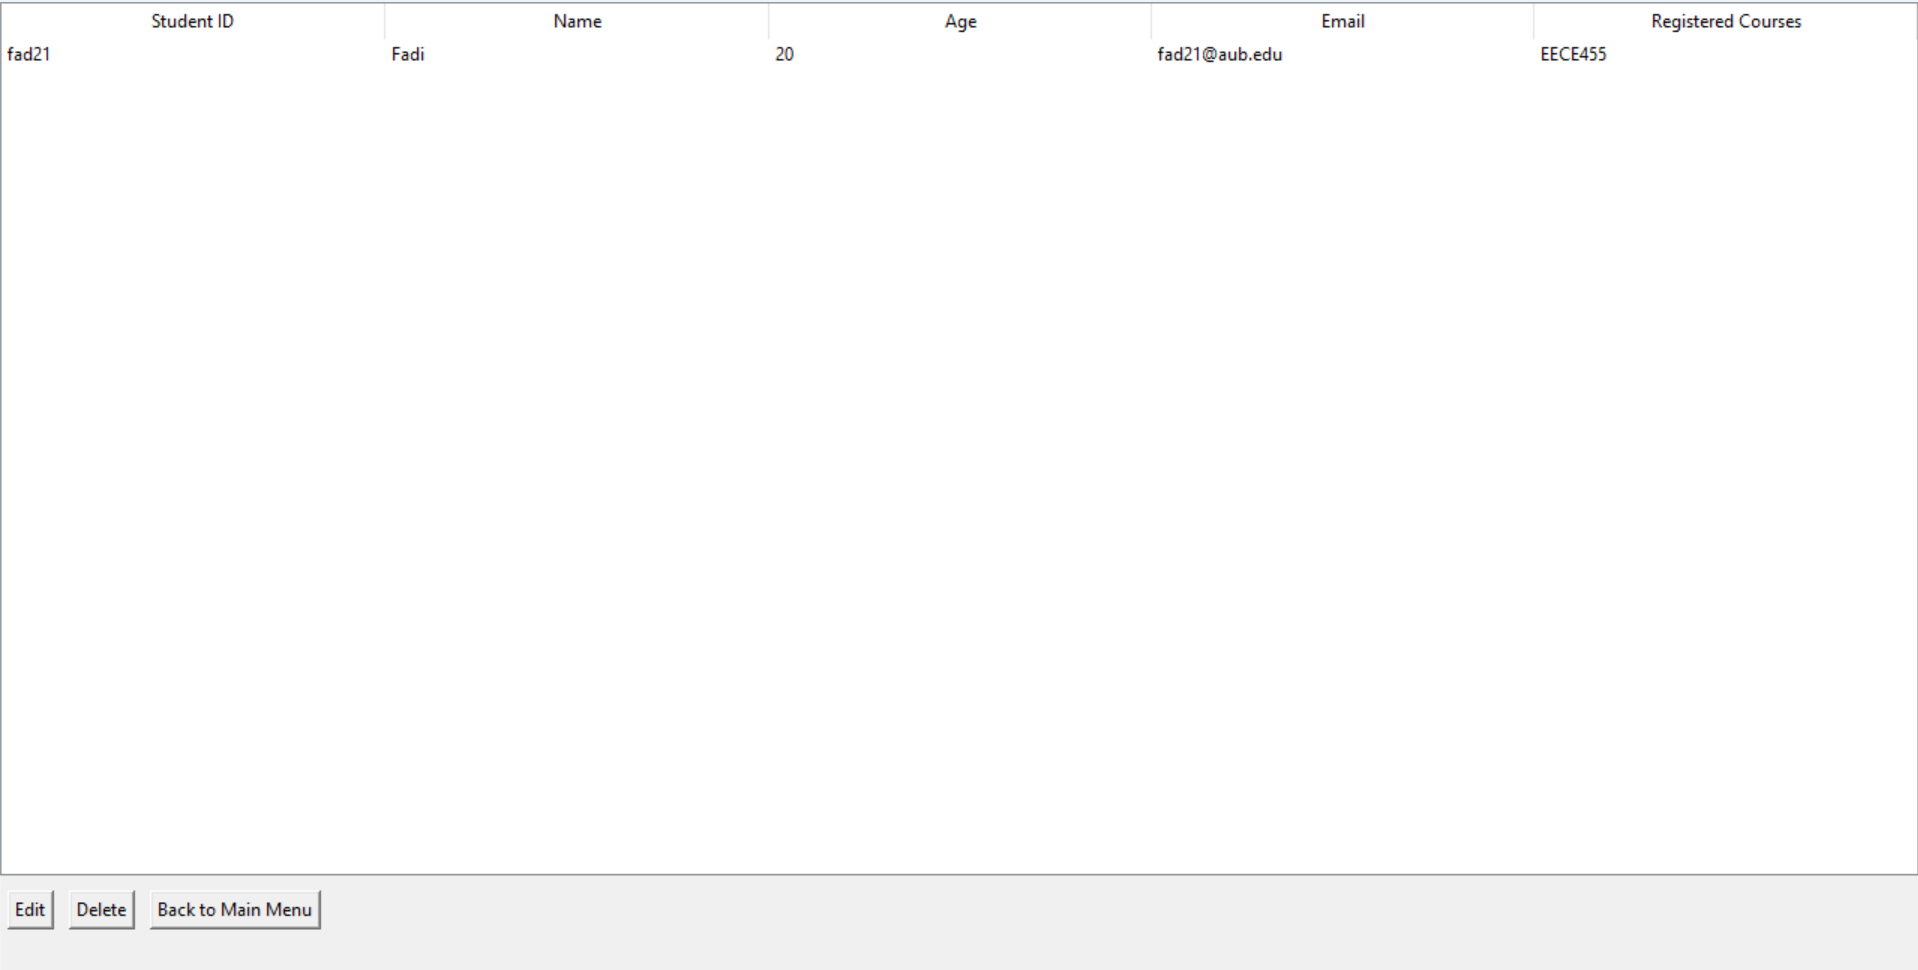 Student ID Name Age Email Registered Courses
fad21 Fadi 20 fad21@aub.edu EECE455
Edit Delete Back to Main Menu